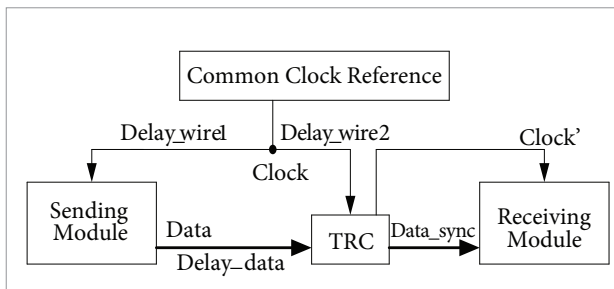 Common Clock Reference
Delay_wire1
Delay_wire2
Clock
Clock’
Sending
Module
Data
Delay_data
TRC
Data_sync
Receiving
Module